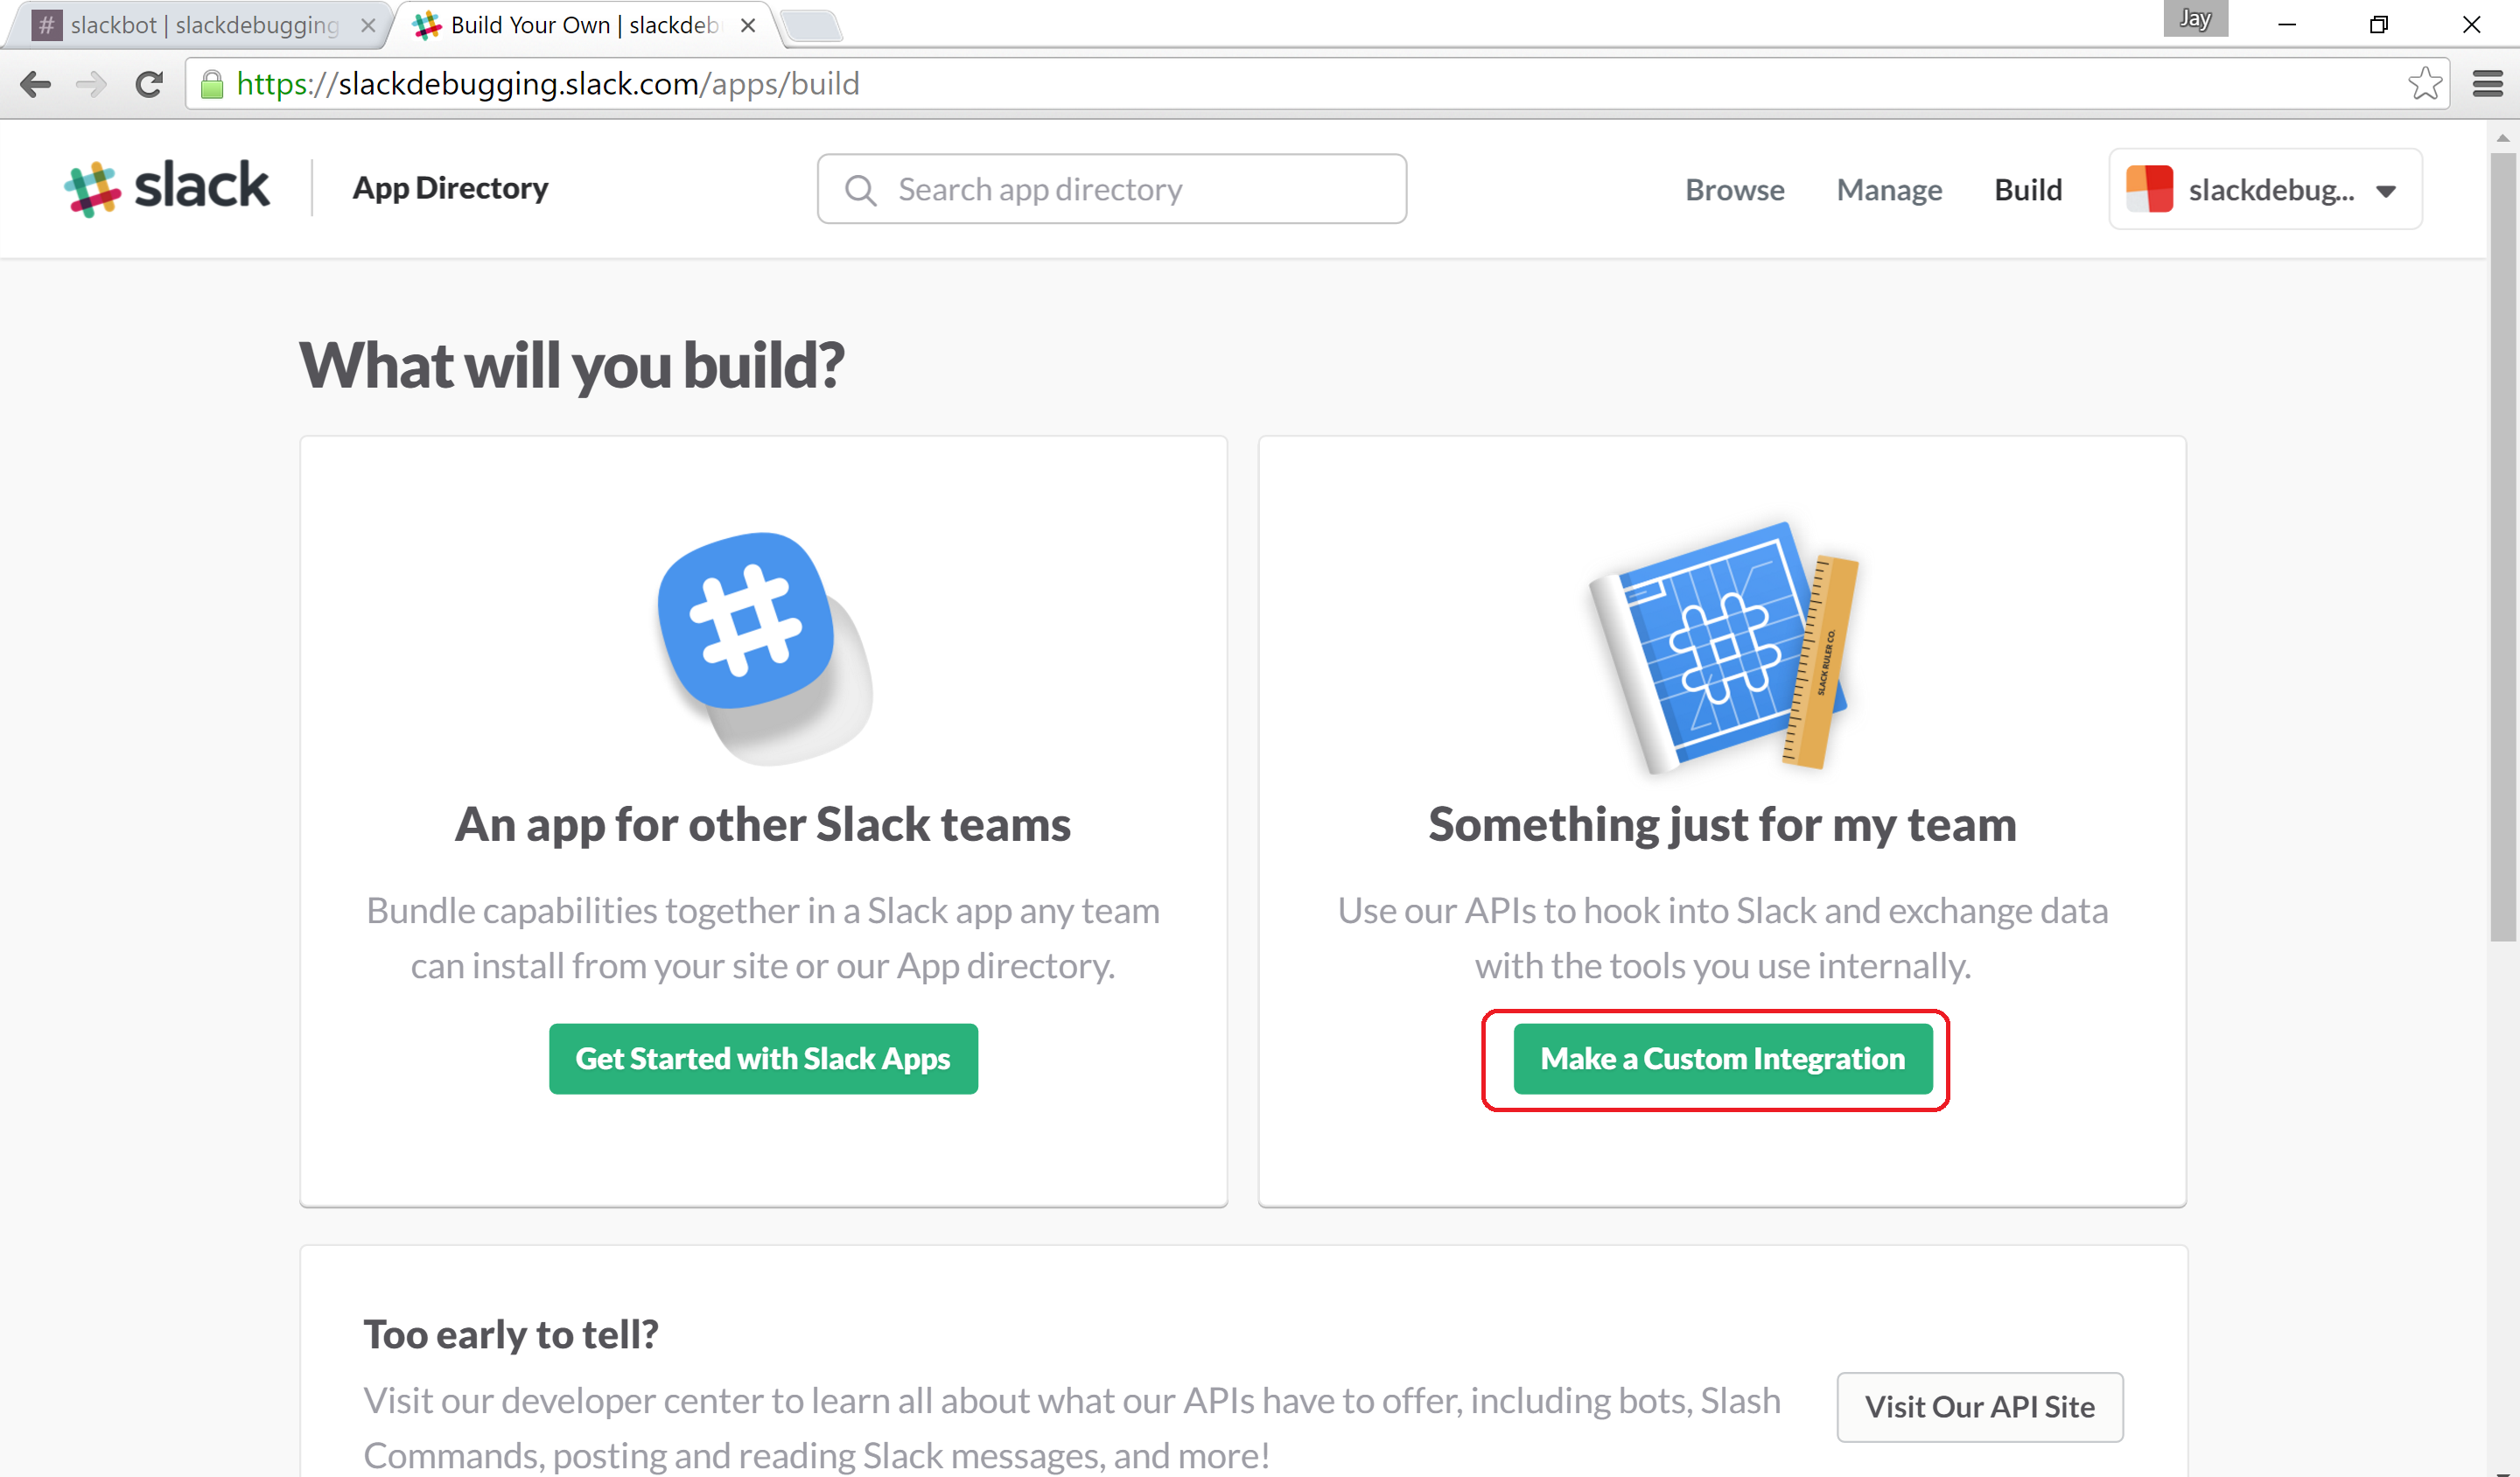 slackbot | slackdebugging
Build Your Own | slackdeb
Jay
https://slackdebugging.slack.com/apps/build
slack
App Directory
Search app directory
Browse
Manage
Build
slackdebug...
What will you build?
SLACK RULER CO.
An app for other Slack teams
Bundle capabilities together in a Slack app any team
can install from your site or our App directory.
Get Started with Slack Apps
Something just for my team
Use our APIs to hook into Slack and exchange data
with the tools you use internally.
Make a Custom Integration
Too early to tell?
Visit our developer center to learn all about what our APIs have to offer, including bots, Slash
Commands, posting and reading Slack messages, and more!
Visit Our API Site